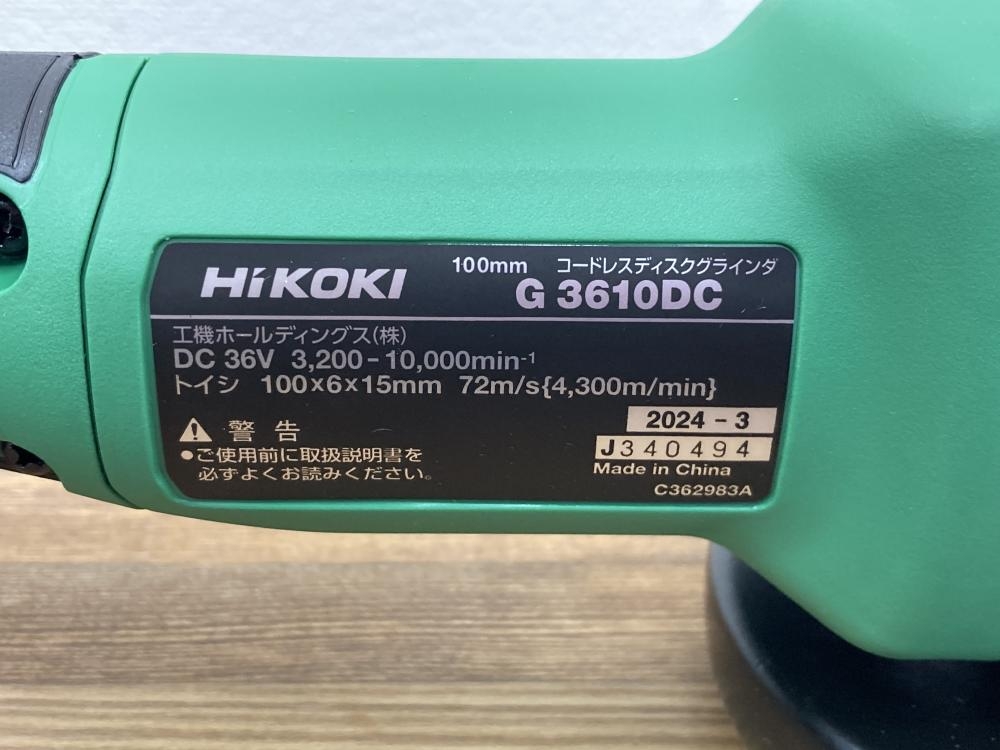 HiKOKI
100mm コードレスディスクグラインダ
G 3610DC
工機ホールディングス(株)
DC 36V 3,200-10,000min-1
トイシ 100x6x15mm 72m/s{4,300m/min}
2024-3
⚠警告
J340494
●ご使用前に取扱説明書を
必ずよくお読みください。
Made in China
C362983A